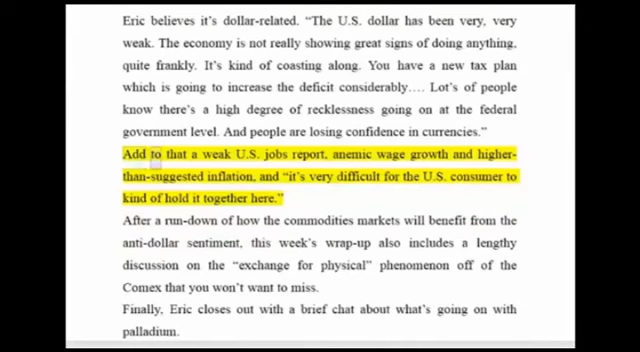 Eric believes it's dollar-related. "The U.S. dollar has been very, very
weak. The economy is not really showing great signs of doing anything,
quite frankly. It's kind of coasting along. You have a new tax plan
which is going to increase the deficit considerably…. Lot's of people
know there's a high degree of recklessness going on at the federal
government level. And people are losing confidence in currencies."
Add to that a weak U.S. jobs report, anemic wage growth and higher-
than-suggested inflation, and "it's very difficult for the U.S. consumer to
kind of hold it together here."
After a run-down of how the commodities markets will benefit from the
anti-dollar sentiment, this week's wrap-up also includes a lengthy
discussion on the "exchange for physical" phenomenon off of the
Comex that you won't want to miss.
Finally, Eric closes out with a brief chat about what's going on with
palladium.